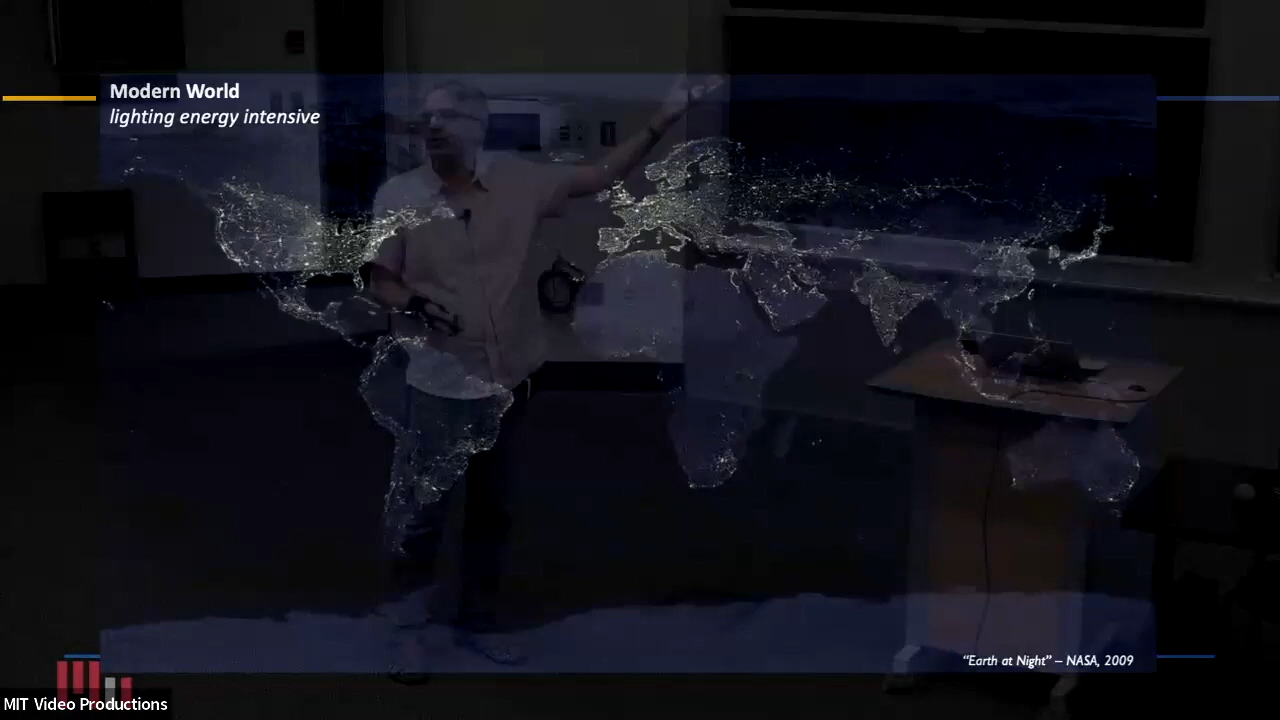 Modern World
lighting energy intensive
“Earth at Night” – NASA, 2009
MIT Video Productions